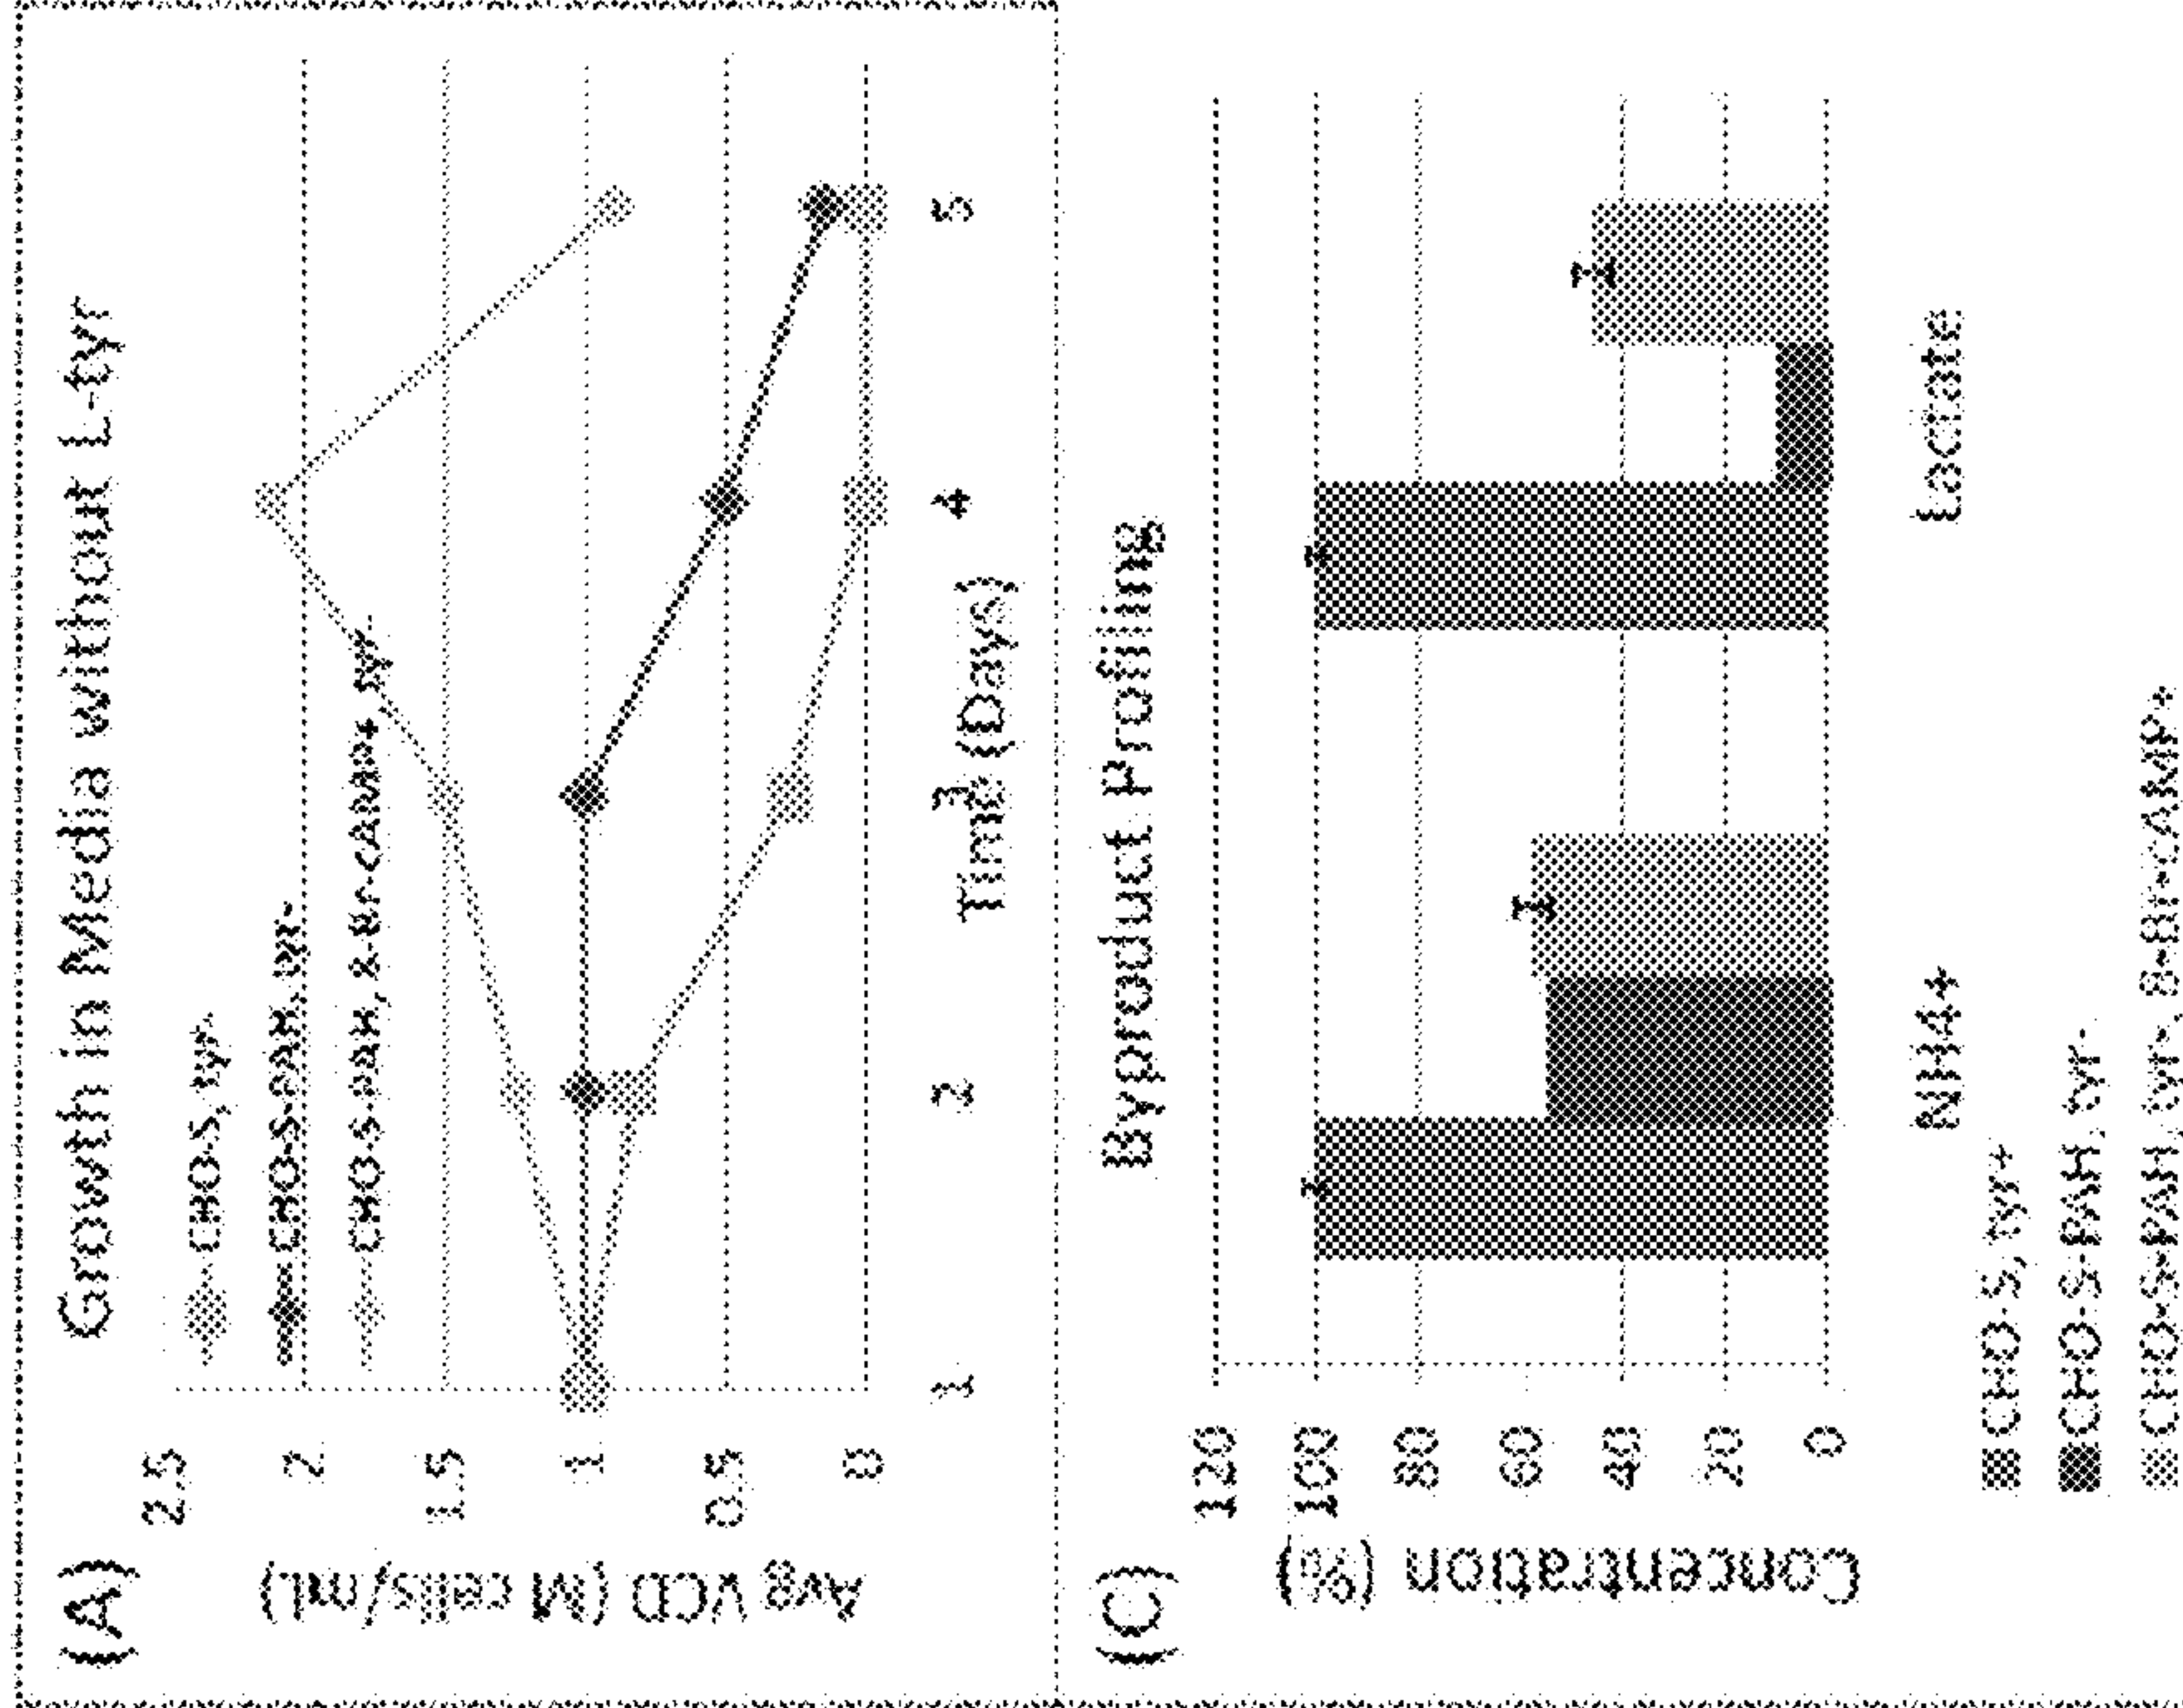 (A)
Growth in Media without L-tyr
CHO-S, tyr-
CHO-S-PAH, tyr-
CHO-S-PAH, 8-Br-cAMP+, tyr-
Avg VCD (M cells/mL)
2.5
2
1.5
1
0.5
0
1
2
3
4
5
Time (Days)
(C)
Byproduct Profiling
Concentration (%)
120
100
80
60
40
20
0
NH4+
Lactate
CHO-S, tyr+
CHO-S-PAH, tyr-
CHO-S-PAH, tyr-, 8-Br-cAMP+